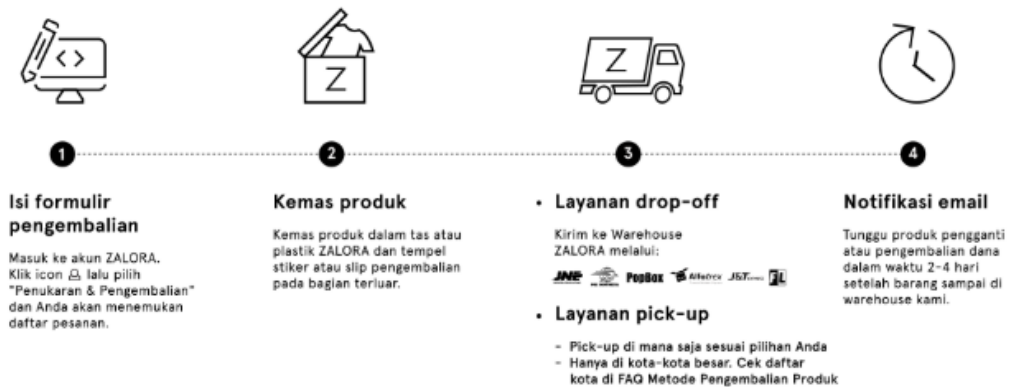 Z
Z
1
2
3
4
Isi formulir
pengembalian
Masuk ke akun ZALORA.
Klik icon lalu pilih
"Penukaran & Pengembalian"
dan Anda akan menemukan
daftar pesanan.
Kemas produk
Kemas produk dalam tas atau
plastik ZALORA dan tempel
stiker atau slip pengembalian
pada bagian terluar.
• Layanan drop-off
Kirim ke Warehouse
ZALORA melalui:
JNE PopBox Alfatrex J&T
• Layanan pick-up
- Pick-up di mana saja sesuai pilihan Anda
- Hanya di kota-kota besar. Cek daftar
kota di FAQ Metode Pengembalian Produk
Notifikasi email
Tunggu produk pengganti
atau pengembalian dana
dalam waktu 2-4 hari
setelah barang sampai di
warehouse kami.